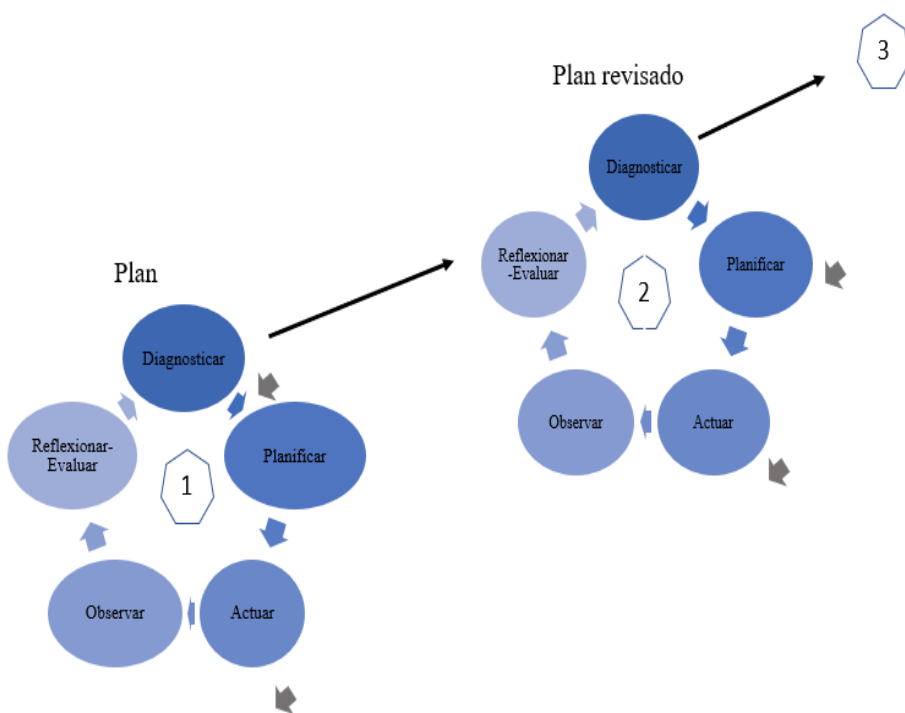 3
Plan revisado
Diagnosticar
Reflexionar
-Evaluar
Planificar
2
Observar
Actuar
Plan
Diagnosticar
Reflexionar-
Evaluar
Planificar
1
Observar
Actuar